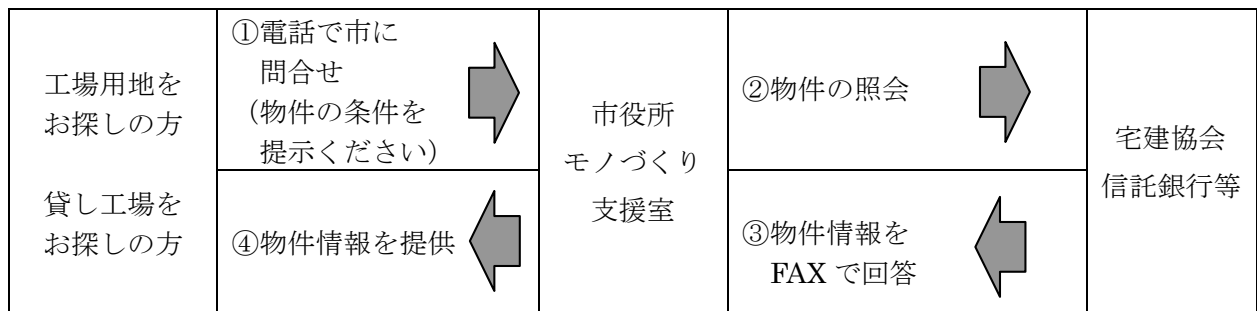 工場用地を
お探しの方
貸し工場を
お探しの方
①電話で市に
問合せ
（物件の条件を
提示ください）
④物件情報を提供
市役所
モノづくり
支援室
②物件の照会
③物件情報を
FAX で回答
宅建協会
信託銀行等